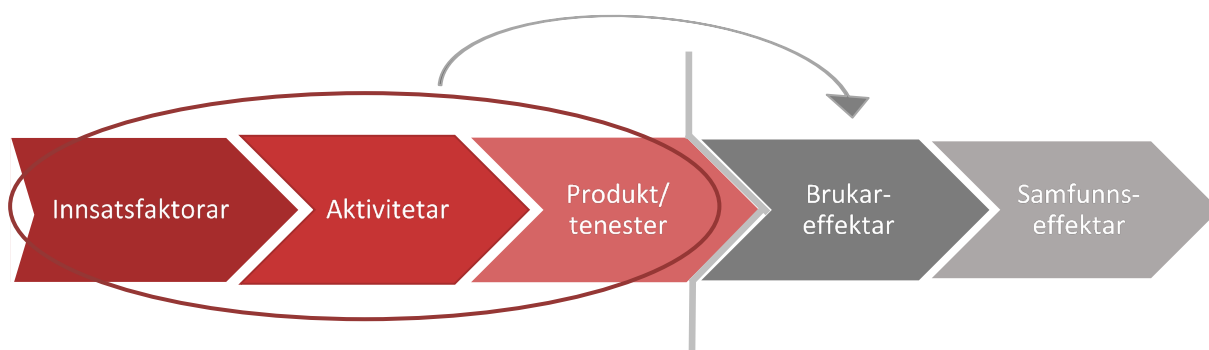 Innsatsfaktorar
Aktivitetar
Produkt/
tenester
Brukar-
effektar
Samfunns-
effektar